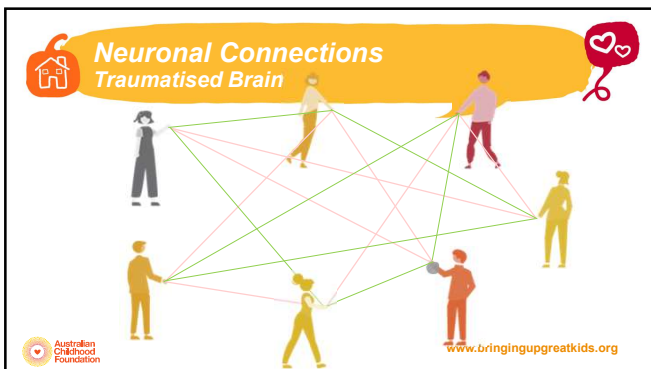 Neuronal Connections
Traumatised Brain
Australian
Childhood
Foundation
www.bringingupgreatkids.org